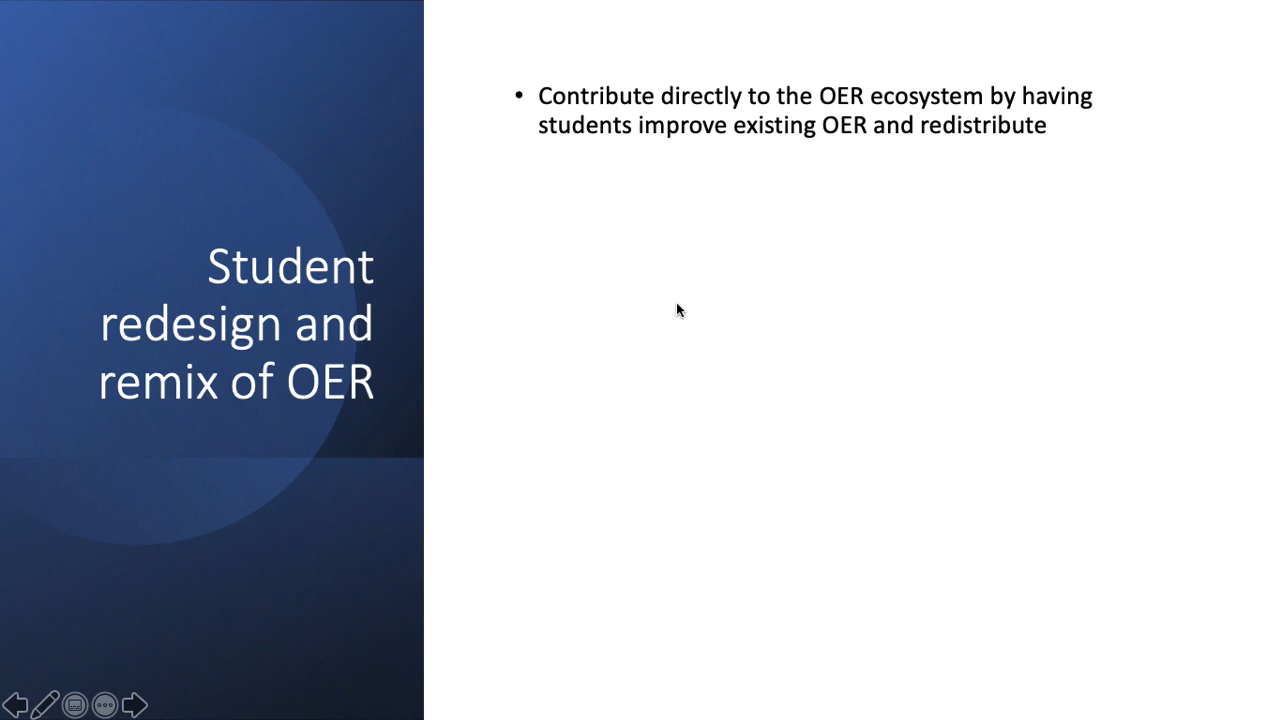 Student
redesign and
remix of OER
• Contribute directly to the OER ecosystem by having
students improve existing OER and redistribute